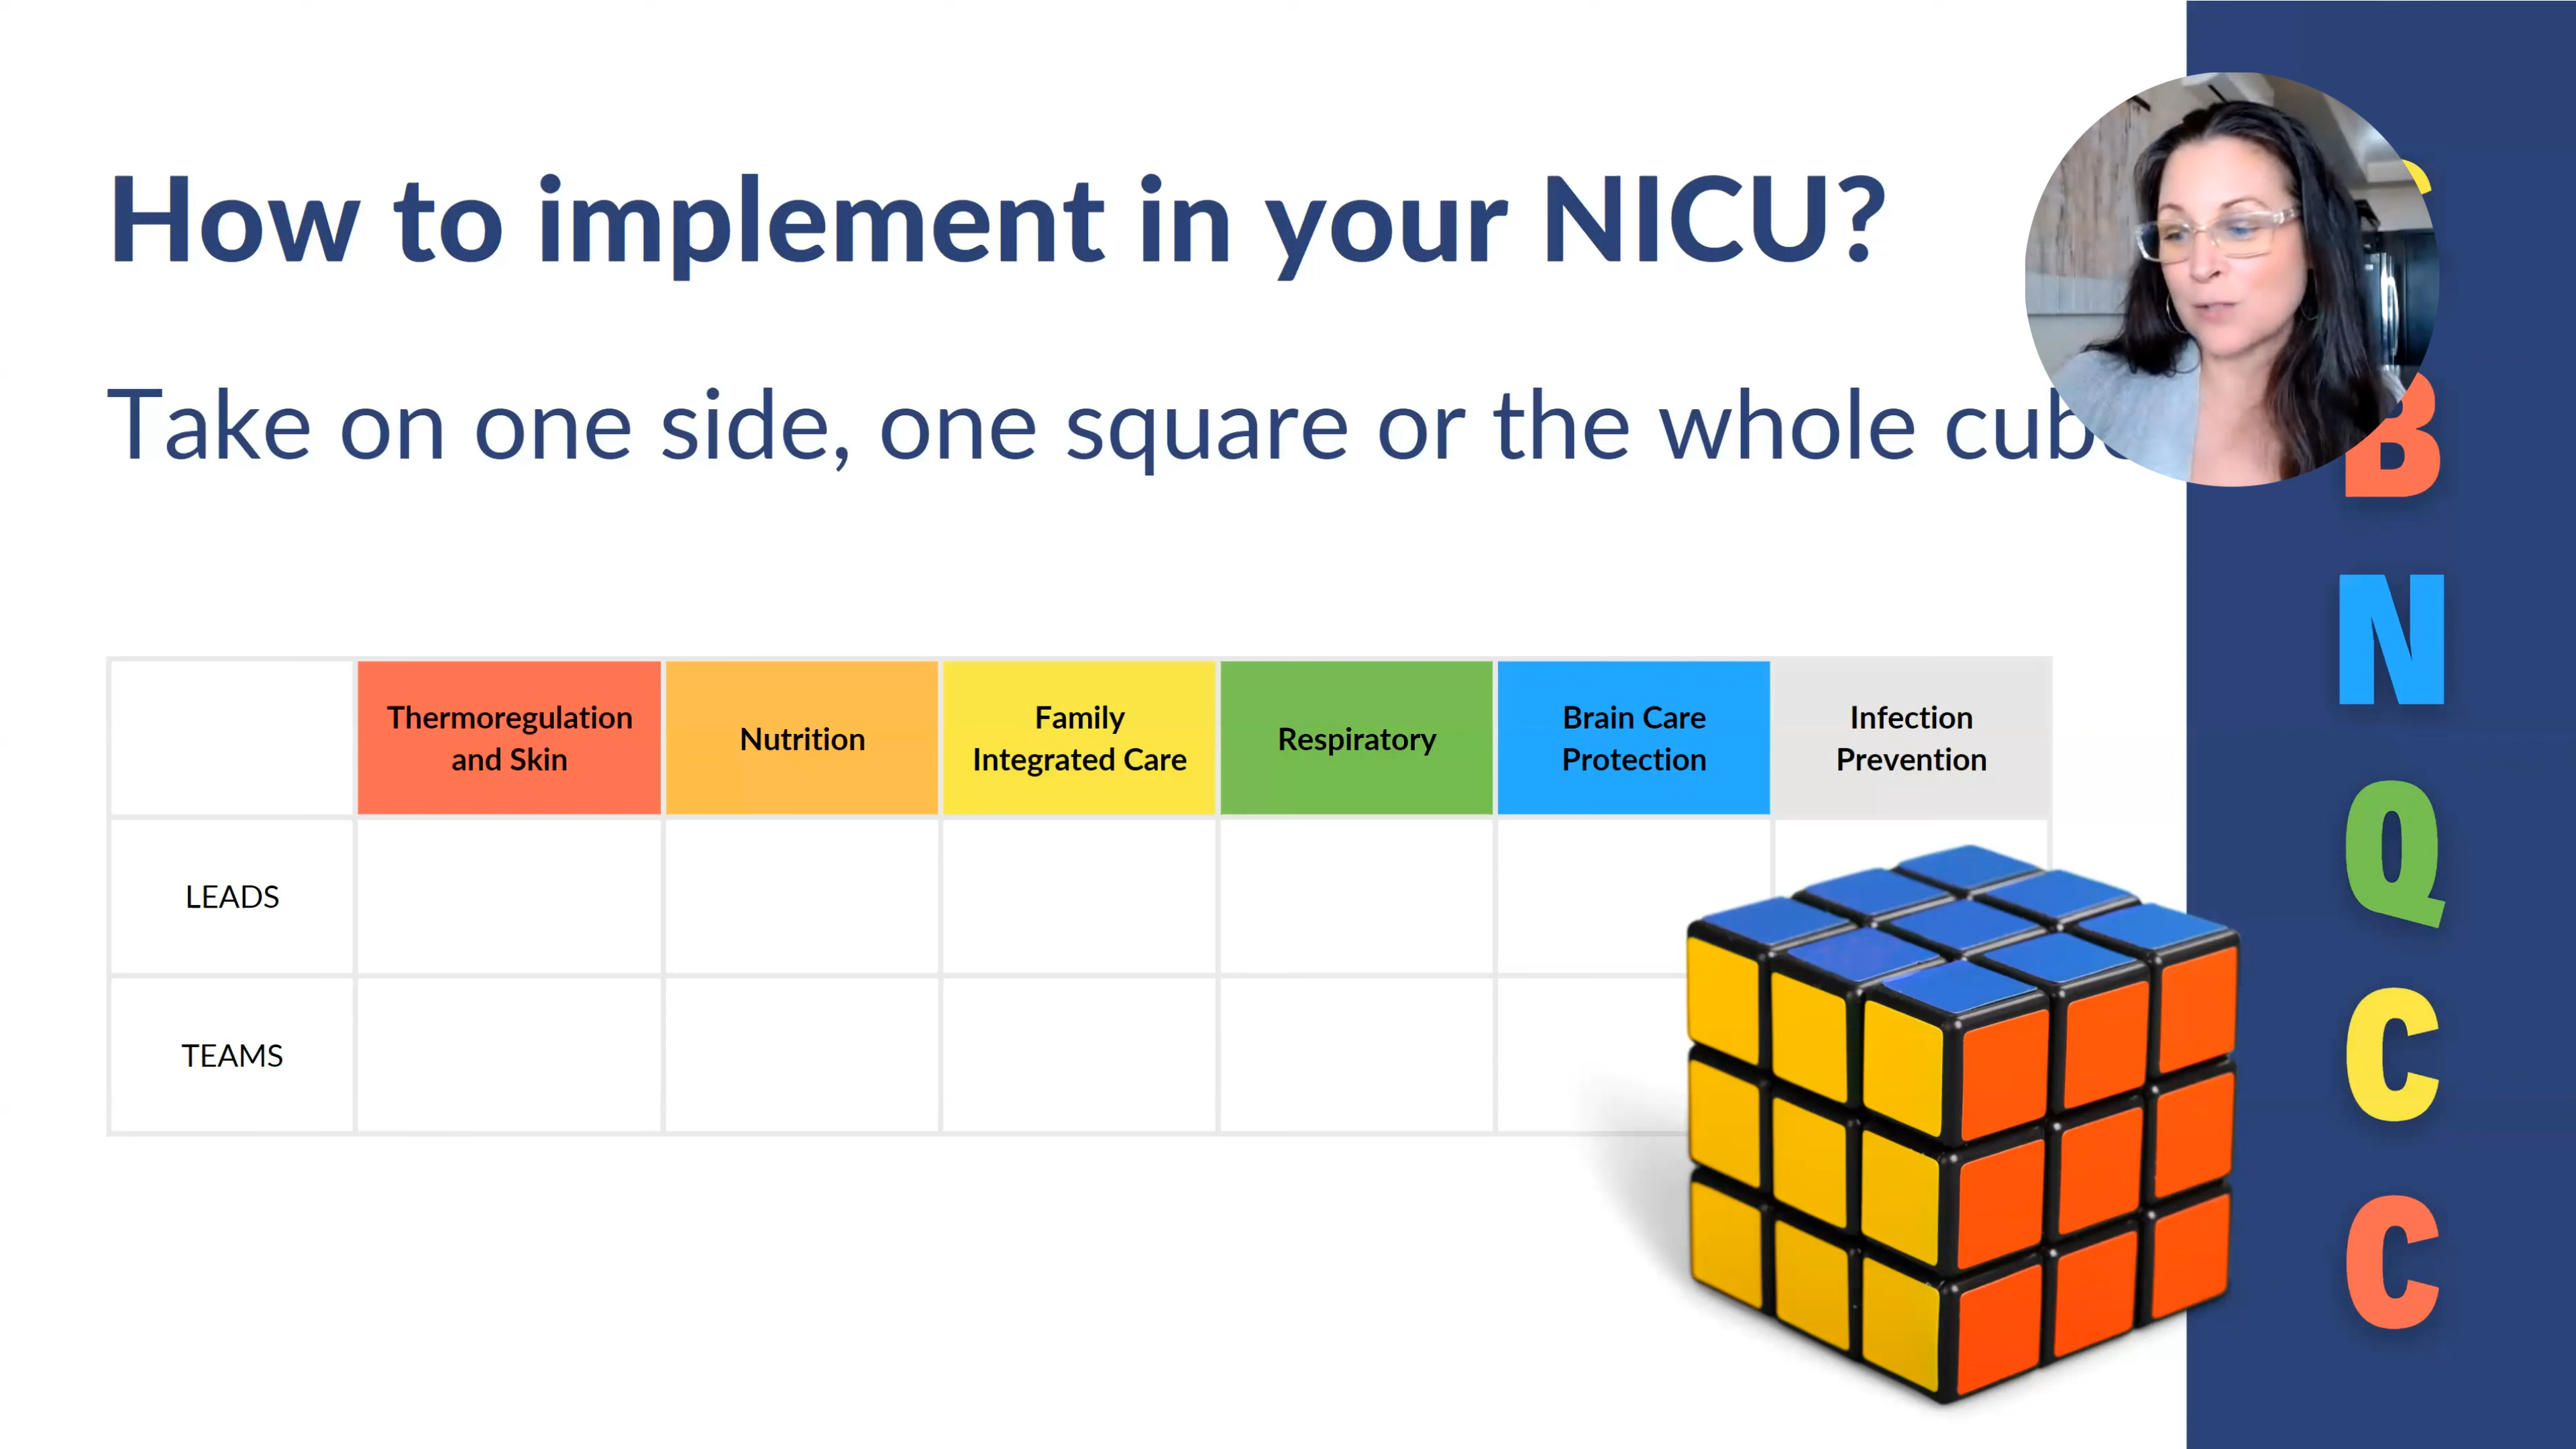 How to implement in your NICU?
Take on one side, one square or the whole
Thermoregulation
and Skin
Nutrition
Family
Integrated Care
Respiratory
Brain Care
Protection
Infection
Prevention
LEADS
TEAMS
B
N
Q
C
C